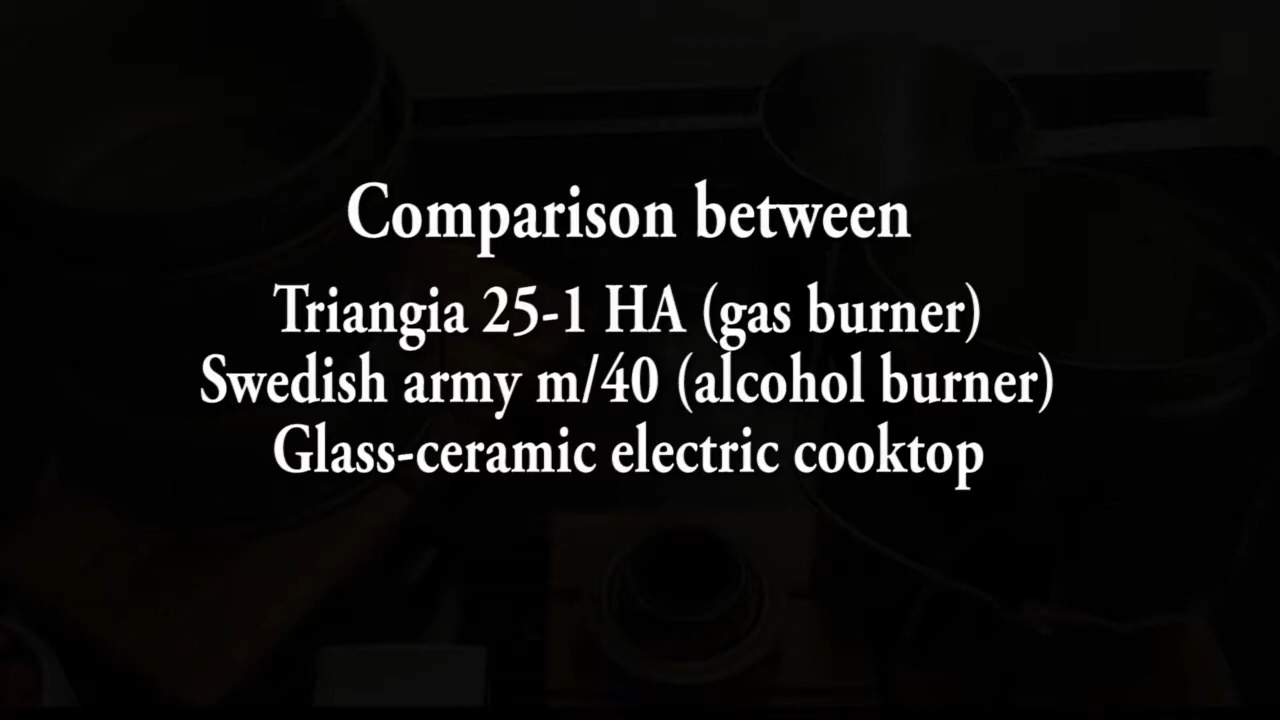 Comparison between
Triangia 25-1 HA (gas burner)
Swedish army m/40 (alcohol burner)
Glass-ceramic electric cooktop